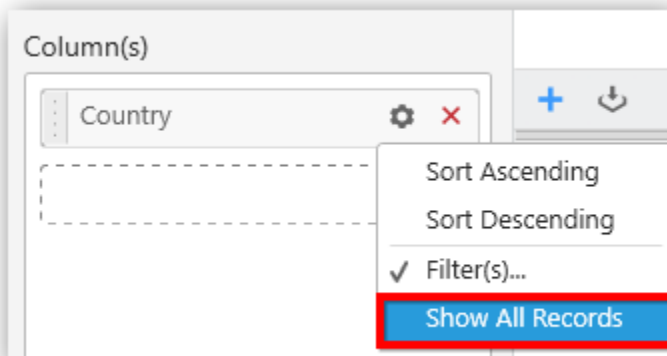 Column(s)
Country
Sort Ascending
Sort Descending
Filter(s)...
Show All Records